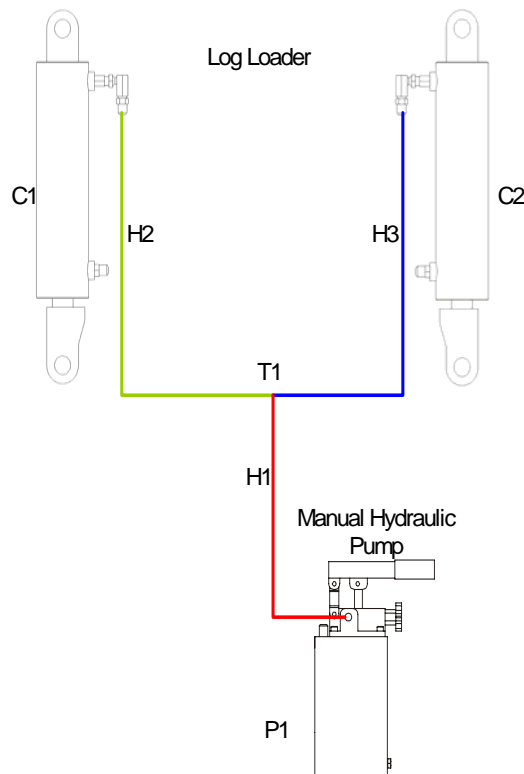 Log Loader
C1
C2
H2
H3
T1
H1
Manual Hydraulic
Pump
P1